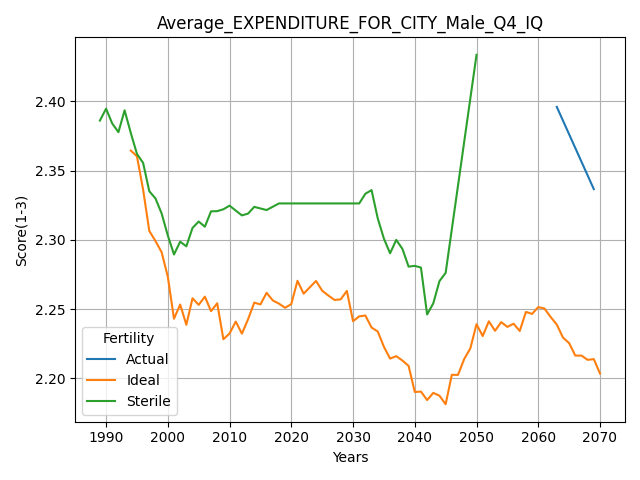 Average_EXPENDITURE_FOR_CITY_Male_Q4_IQ
Score(1-3)
2.40
2.35
2.30
2.25
2.20
Fertility
Actual
Ideal
Sterile
1990 2000 2010 2020 2030 2040 2050 2060 2070
Years